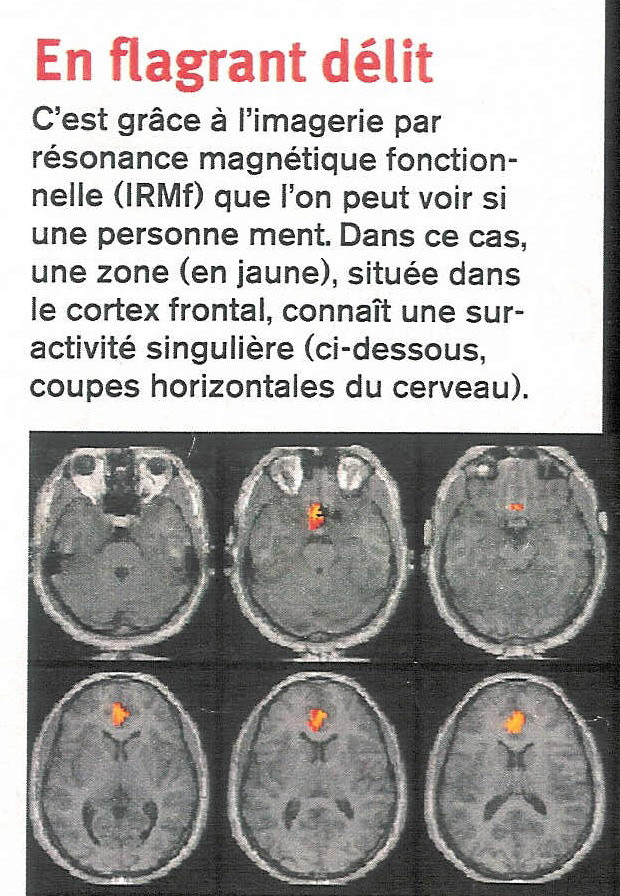 En flagrant délit
C'est grâce à l'imagerie par
résonance magnétique fonction-
nelle (IRMf) que l'on peut voir si
une personne ment. Dans ce cas,
une zone (en jaune), située dans
le cortex frontal, connaît une sur-
activité singulière (ci-dessous,
coupes horizontales du cerveau).